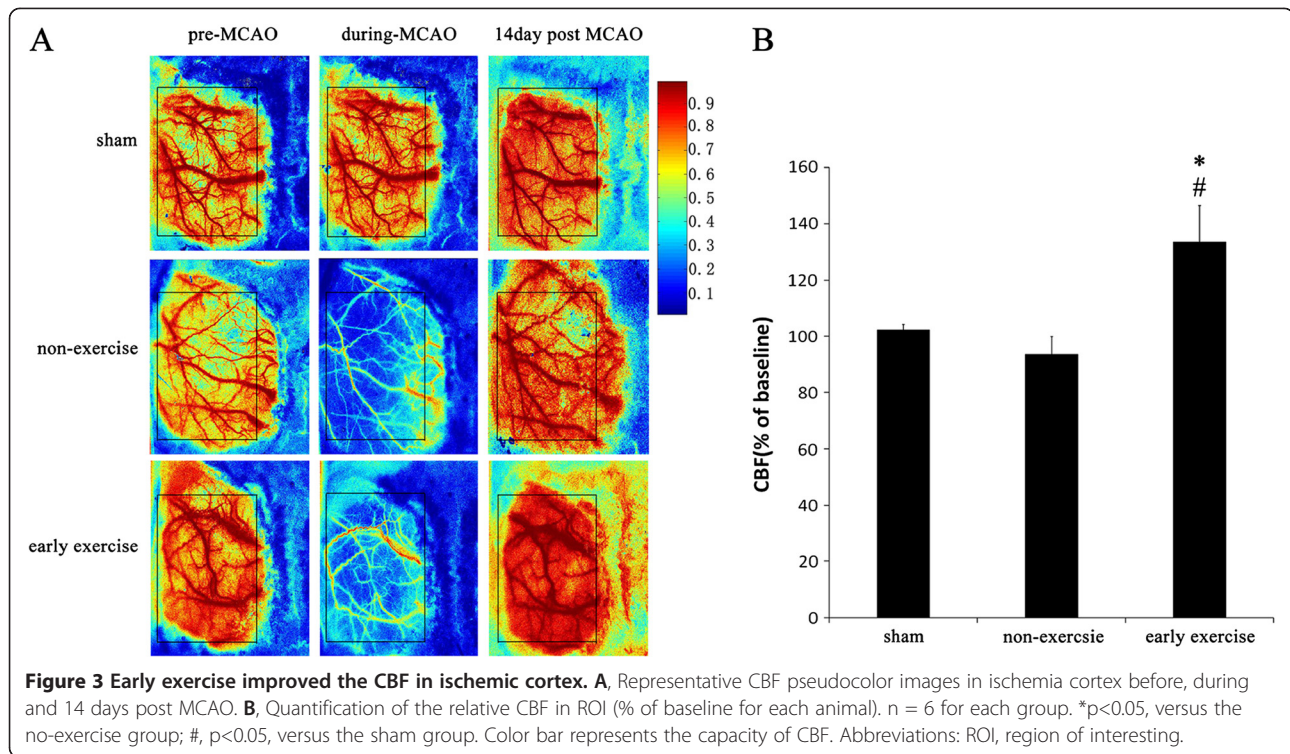 A
pre-MCAO during-MCAO 14day post MCAO
sham
non-exercise
early exercise
0. 9
0. 8
0. 7
0. 6
0. 5
0. 4
0. 3
0. 2
0. 1
B
CBF(% of baseline)
160
140
120
100
80
60
40
20
0
*
#
sham non-exercsie early exercise
Figure 3 Early exercise improved the CBF in ischemic cortex. A, Representative CBF pseudocolor images in ischemia cortex before, during
and 14 days post MCAO. B, Quantification of the relative CBF in ROI (% of baseline for each animal). n = 6 for each group. *p<0.05, versus the
no-exercise group; #, p<0.05, versus the sham group. Color bar represents the capacity of CBF. Abbreviations: ROI, region of interesting.